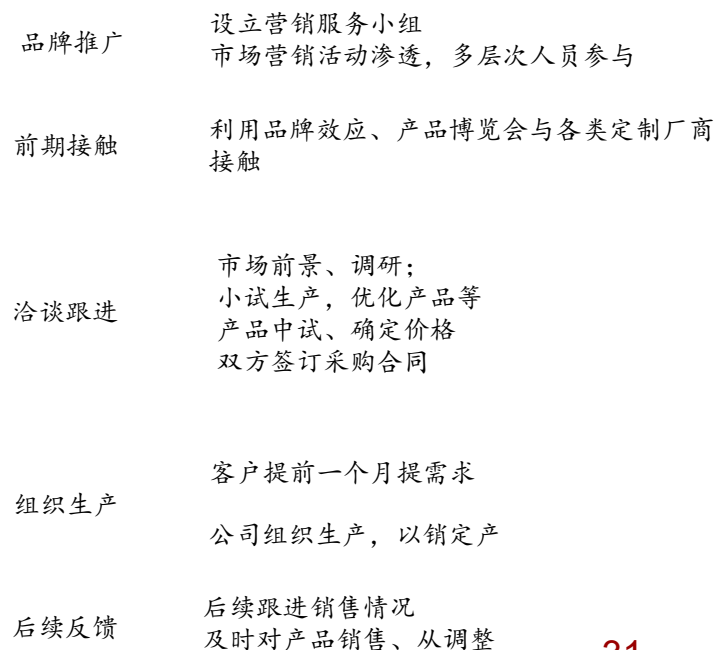 品牌推广
设立营销服务小组
市场营销活动渗透，多层次人员参与
前期接触
利用品牌效应、产品博览会与各类定制厂商
接触
洽谈跟进
市场前景、调研；
小试生产，优化产品等
产品中试、确定价格
双方签订采购合同
组织生产
客户提前一个月提需求
公司组织生产，以销定产
后续反馈
后续跟进销售情况
及时对产品销售、从调整